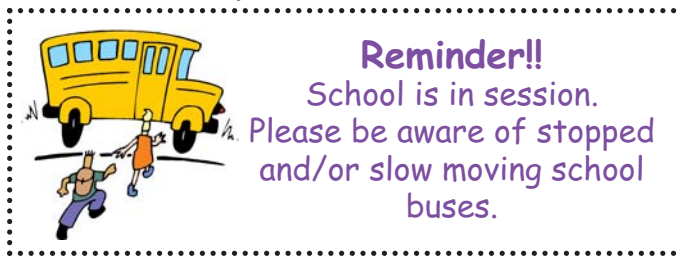 Reminder!!
School is in session.
Please be aware of stopped
and/or slow moving school
buses.